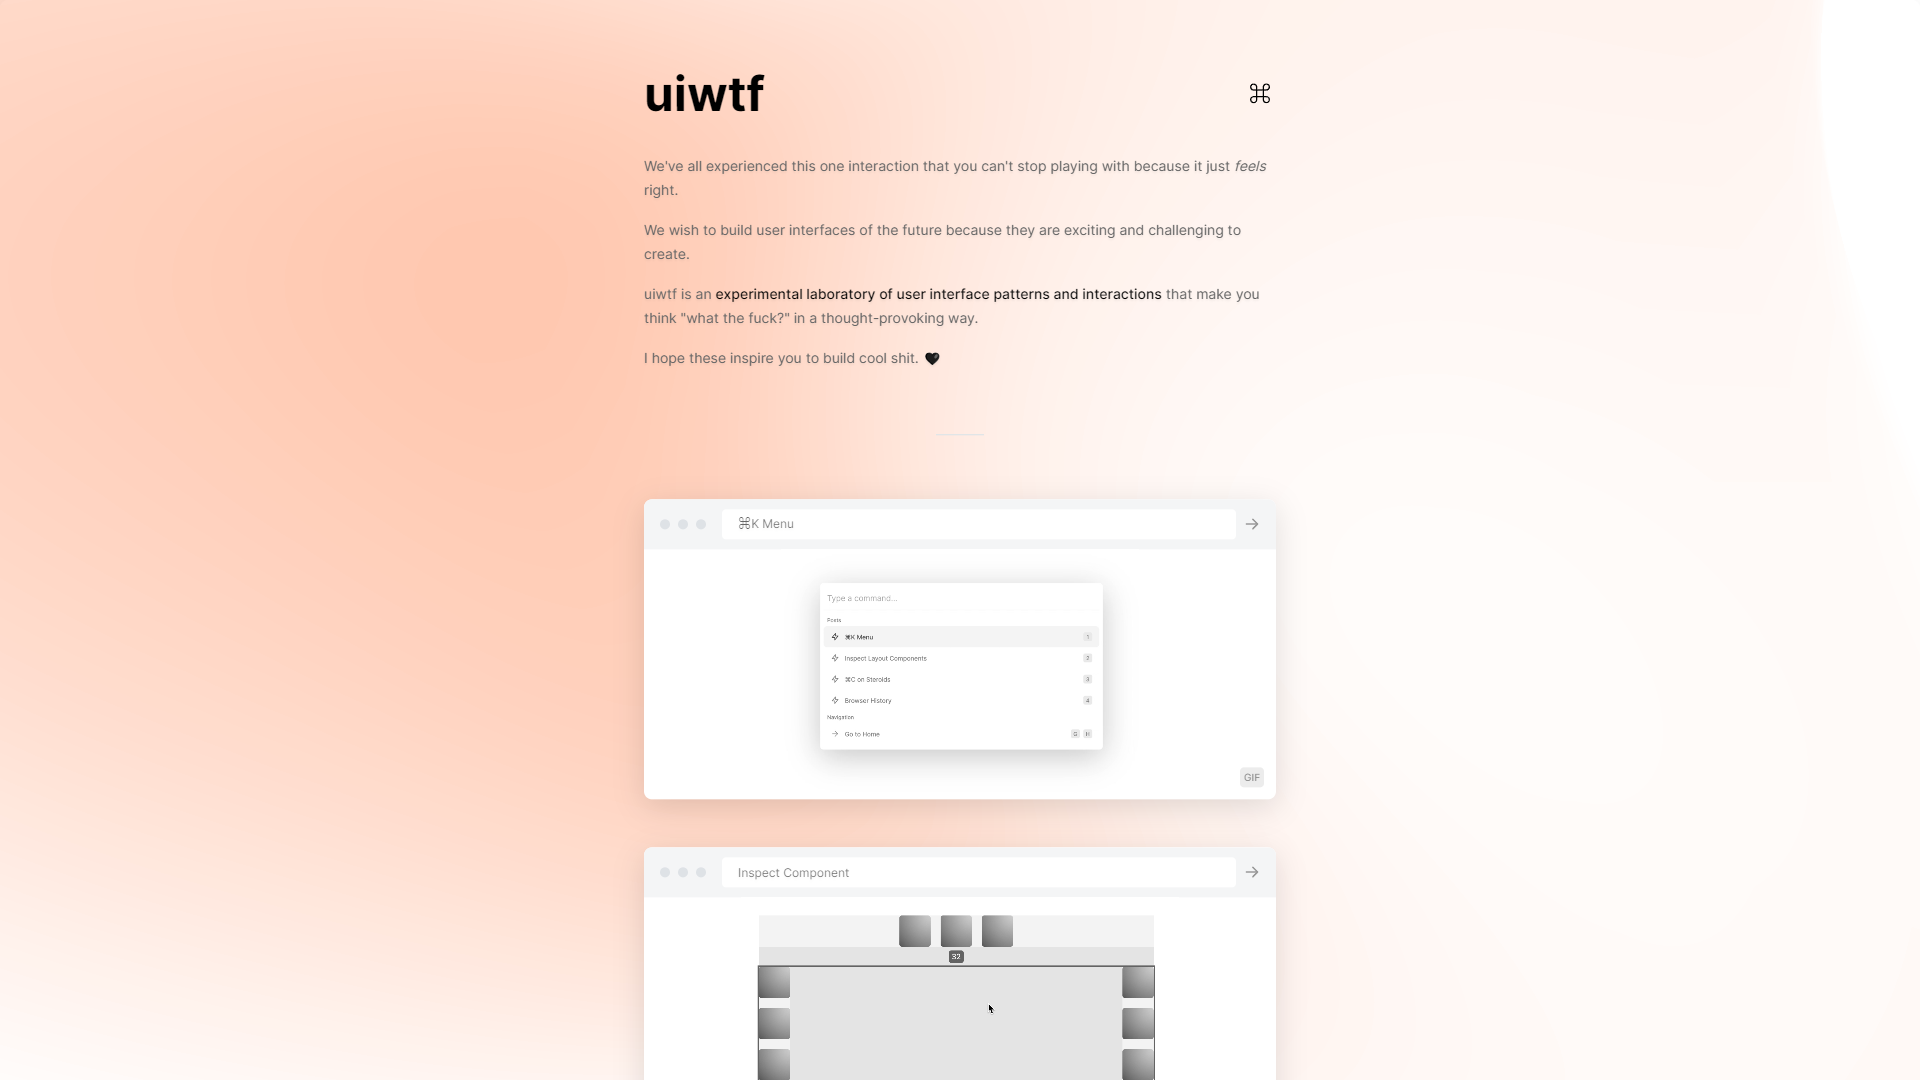 uiwtf
⌘
We've all experienced this one interaction that you can't stop playing with because it just feels
right.
We wish to build user interfaces of the future because they are exciting and challenging to
create.
uiwtf is an experimental laboratory of user interface patterns and interactions that make you
think "what the fuck?" in a thought-provoking way.
I hope these inspire you to build cool shit. 🖤
⌘K Menu
Type a command...
Posts
⌘K Menu 1
Inspect Layout Components 2
⌘C on Steroids 3
Browser History 4
Navigation
Go to Home G H
GIF
Inspect Component
32